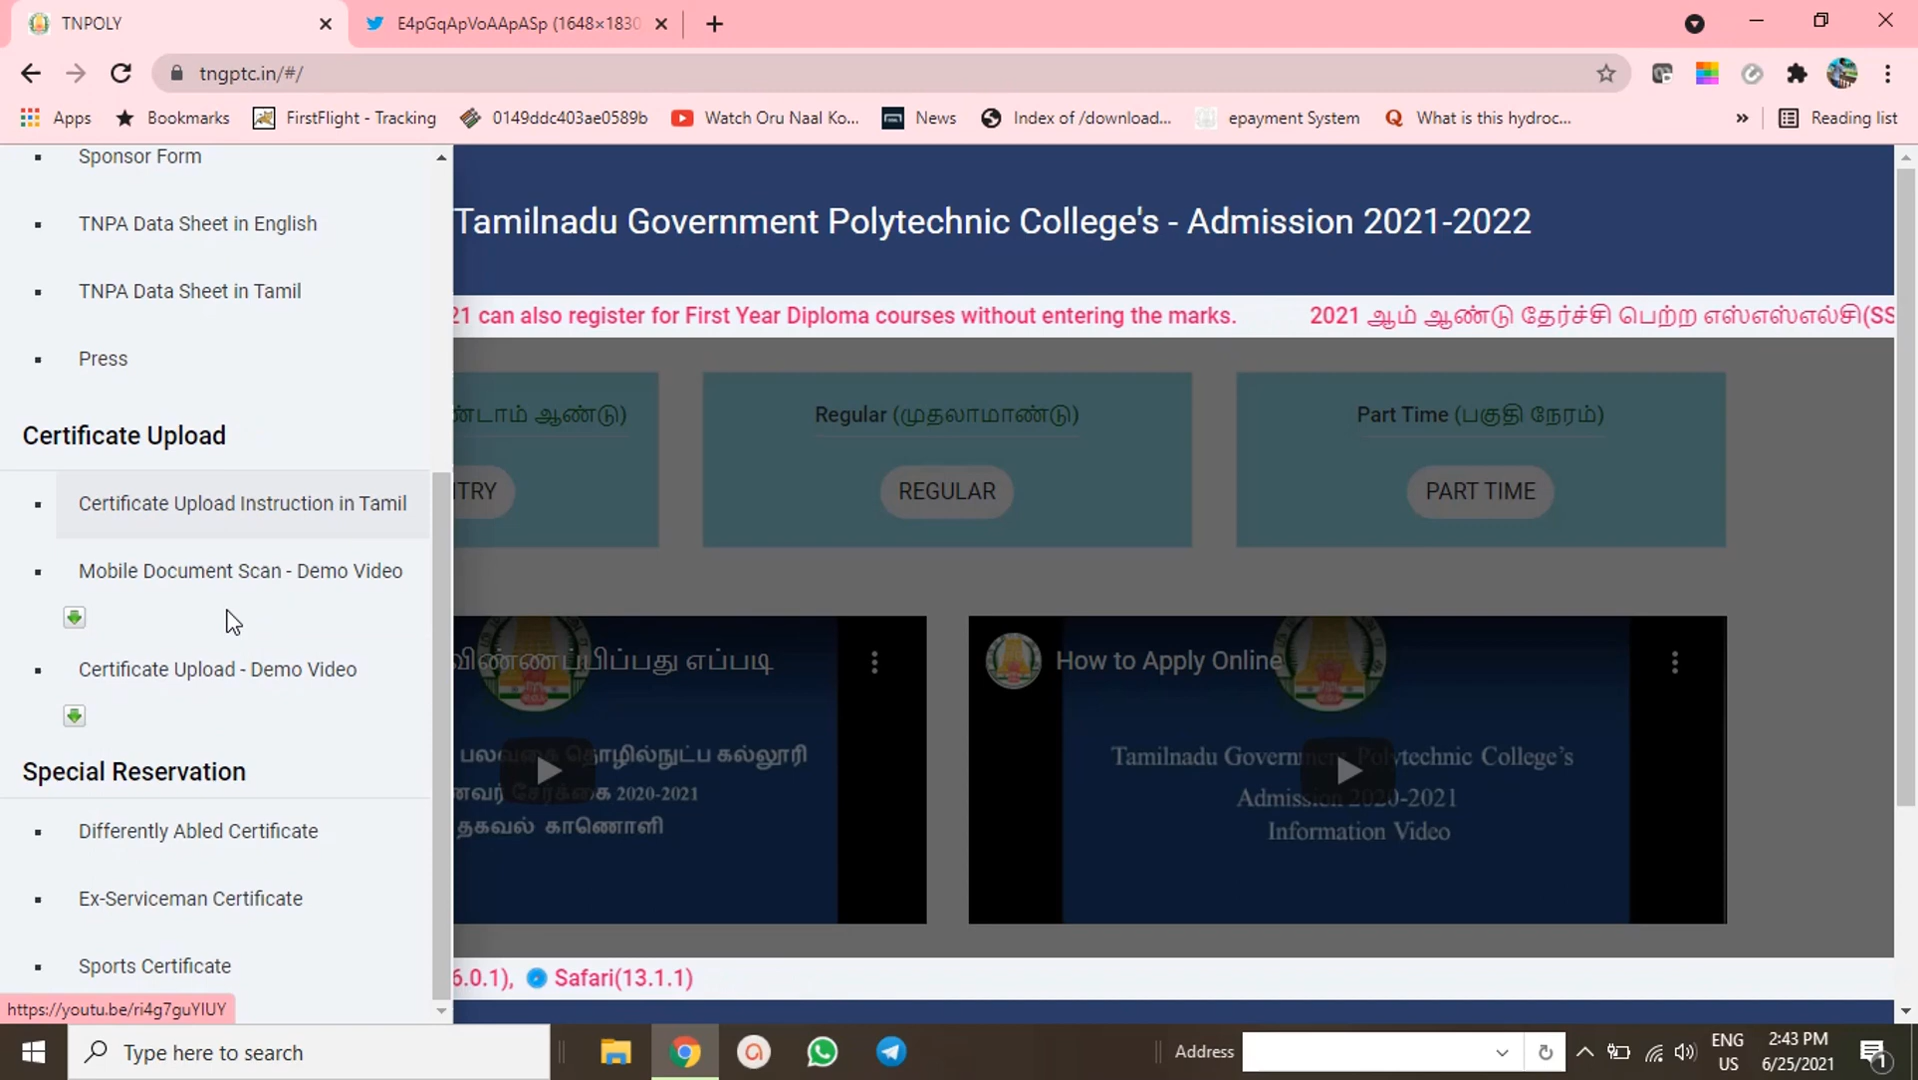 TNPOLY
E4pGqApVoAApASp (1648×1830
tngptc.in/#/
Apps
Bookmarks
FirstFlight - Tracking
0149ddc403ae0589b
Watch Oru Naal Ko...
News
Index of /download...
epayment System
What is this hydroc...
»
Reading list
Sponsor Form
TNPA Data Sheet in English
TNPA Data Sheet in Tamil
Press
Certificate Upload
Certificate Upload Instruction in Tamil
Mobile Document Scan - Demo Video
Certificate Upload - Demo Video
Special Reservation
Differently Abled Certificate
Ex-Serviceman Certificate
Sports Certificate
https://youtu.be/ri4g7guYIUY
Tamilnadu Government Polytechnic College's - Admission 2021-2022
21 can also register for First Year Diploma courses without entering the marks.
2021 ஆம் ஆண்டு தேர்ச்சி பெற்ற எஸ்எஸ்எல்சி(SS
ண்டாம் ஆண்டு)
NTRY
Regular (முதலாமாண்டு)
REGULAR
Part Time (பகுதி நேரம்)
PART TIME
விண்ணப்பிப்பது எப்படி
பலவகை தொழில்நுட்ப கல்லூரி
னவர் சேர்க்கை 2020-2021
தகவல் காணொளி
How to Apply Online
Tamilnadu Government Polytechnic College's
Admission 2020-2021
Information Video
6.0.1), Safari(13.1.1)
Type here to search
Address
ENG
US
2:43 PM
6/25/2021
1